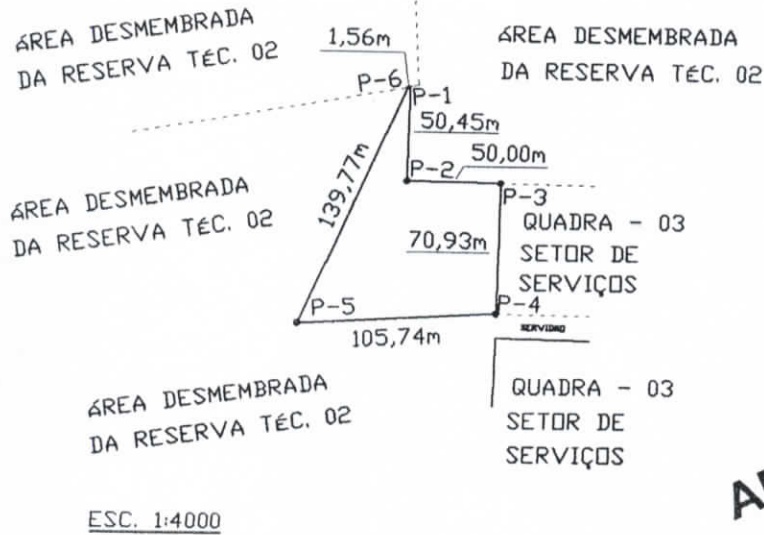 ÁREA DESMEMBRADA
DA RESERVA TÉC. 02
1,56m
ÁREA DESMEMBRADA
DA RESERVA TÉC. 02
P-6
P-1
50,45m
50,00m
P-2
P-3
139,77m
ÁREA DESMEMBRADA
DA RESERVA TÉC. 02
70,93m
QUADRA - 03
SETOR DE
SERVIÇOS
P-5
P-4
105,74m
SERVIDAO
ÁREA DESMEMBRADA
DA RESERVA TÉC. 02
QUADRA - 03
SETOR DE
SERVIÇOS
ESC. 1:4000